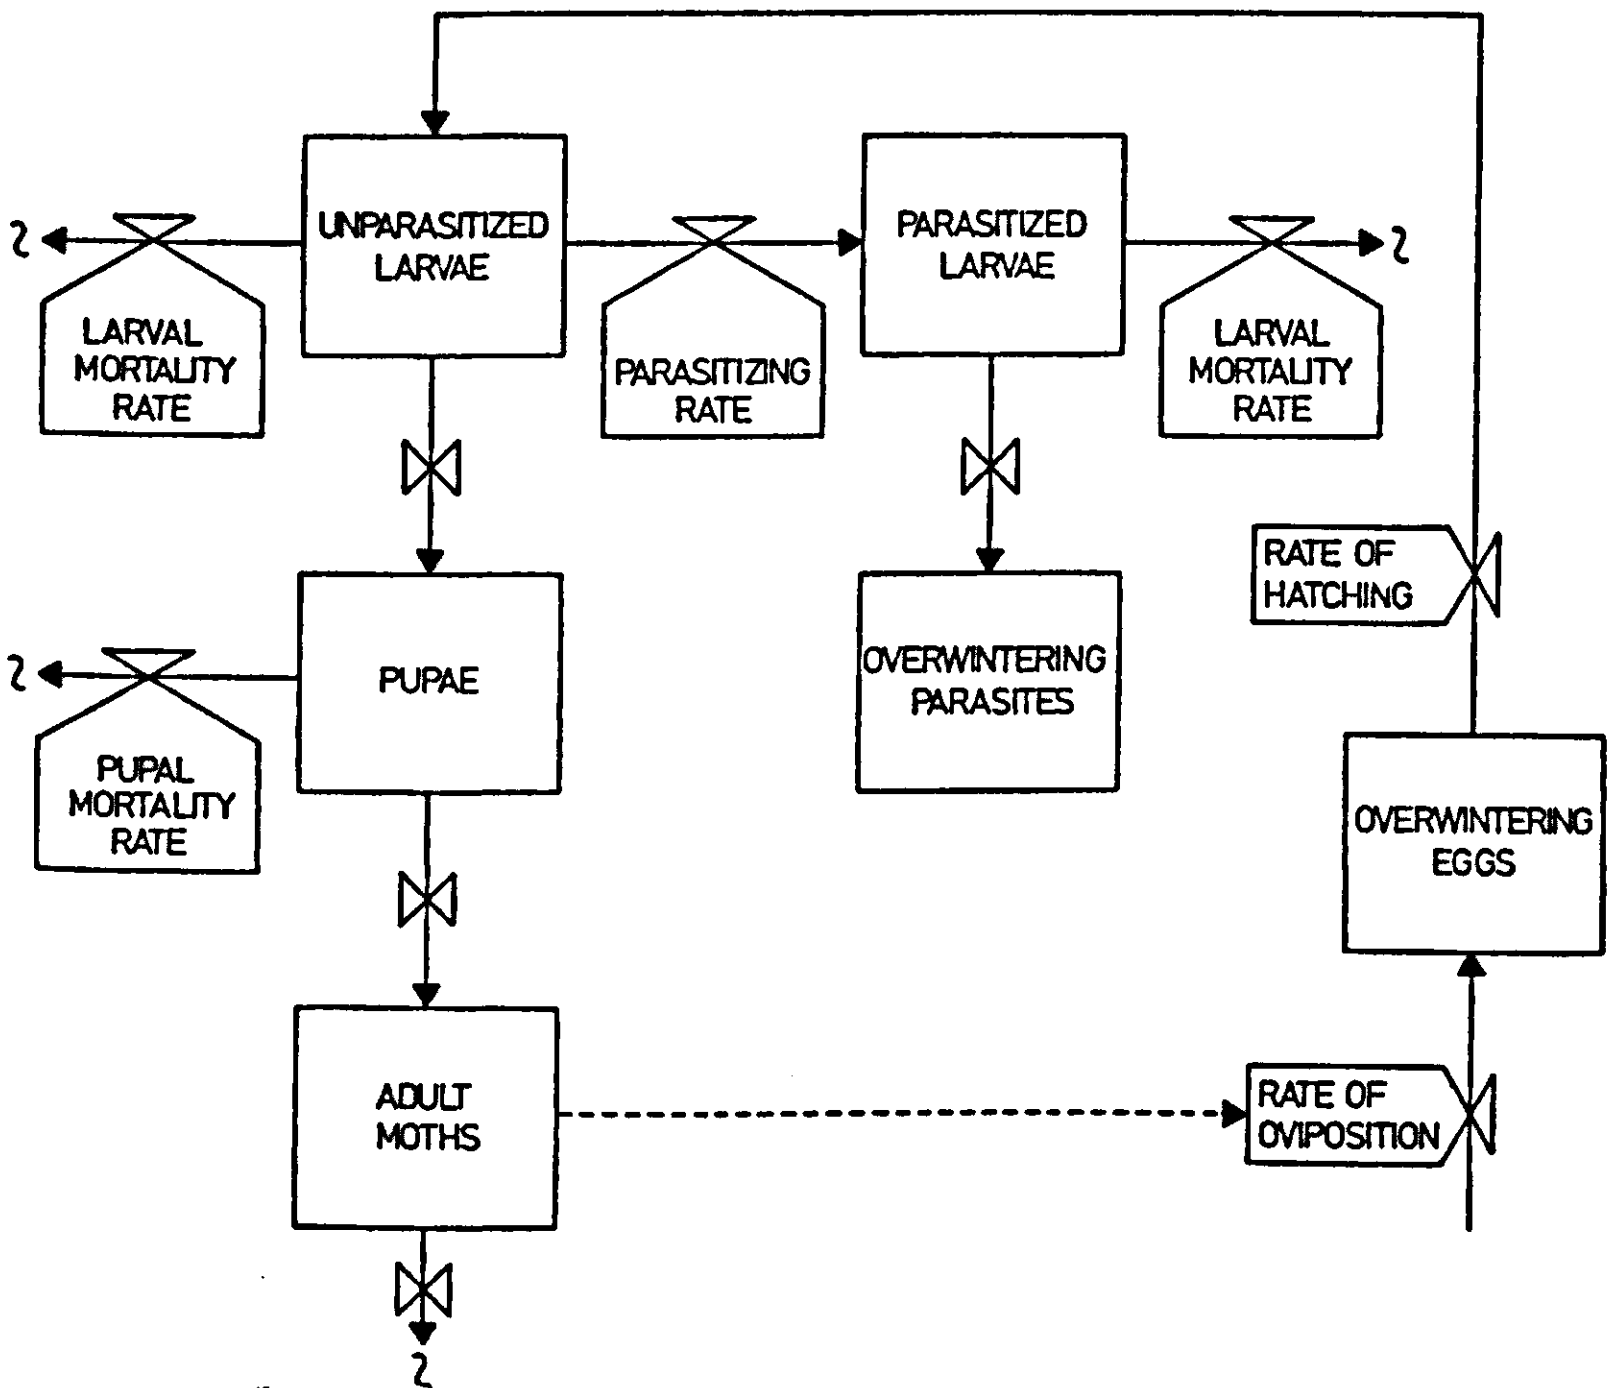 UNPARASITIZED
LARVAE
PARASITIZED
LARVAE
LARVAL
MORTALITY
RATE
PARASITIZING
RATE
LARVAL
MORTALITY
RATE
RATE OF
HATCHING
PUPAE
OVERWINTERING
PARASITES
PUPAL
MORTALITY
RATE
OVERWINTERING
EGGS
ADULT
MOTHS
RATE OF
OVIPOSITION